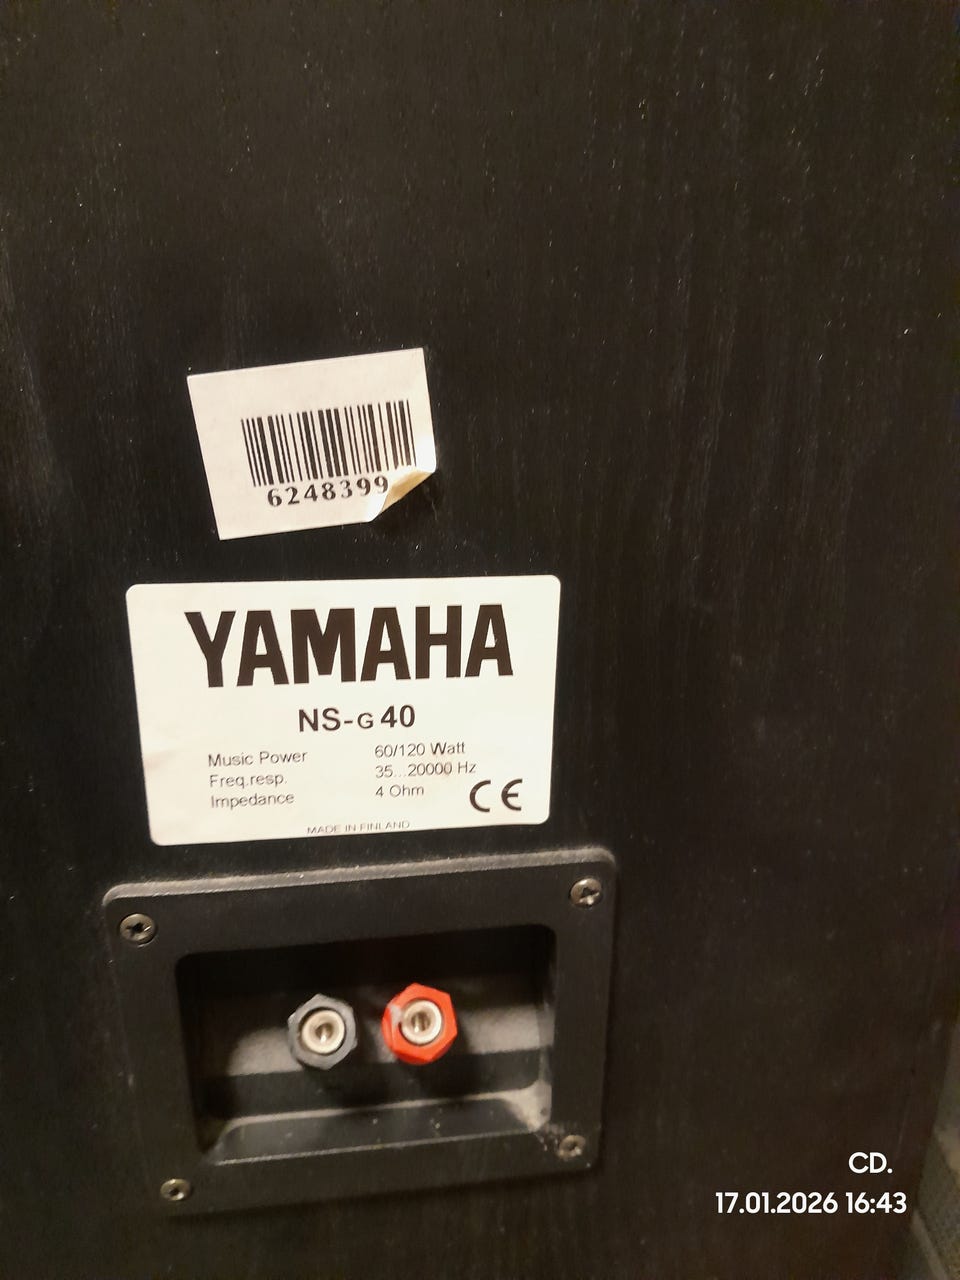 6248399
YAMAHA
NS-G 40
Music Power 60/120 Watt
Freq.resp. 35...20000 Hz
Impedance 4 Ohm
CE
MADE IN FINLAND
CD.
17.01.2026 16:43